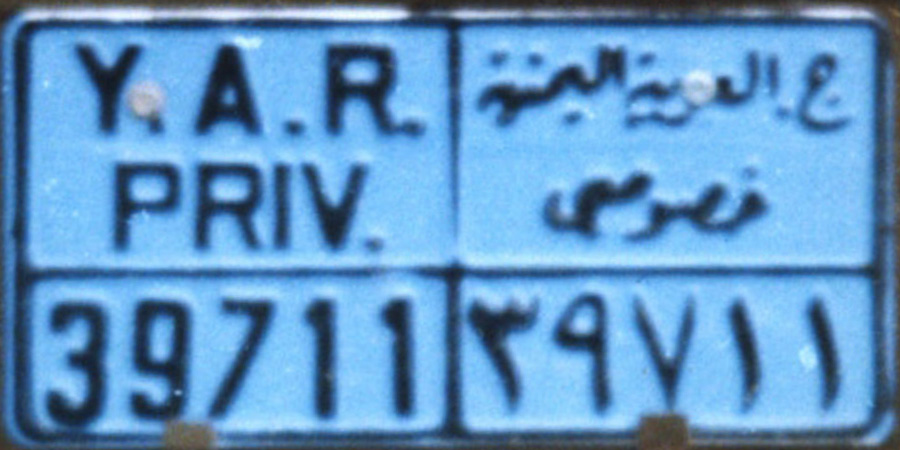 Y.A.R.
PRIV.
39711
ج. العربية اليمنية
خصوصي
٣٩٧١١